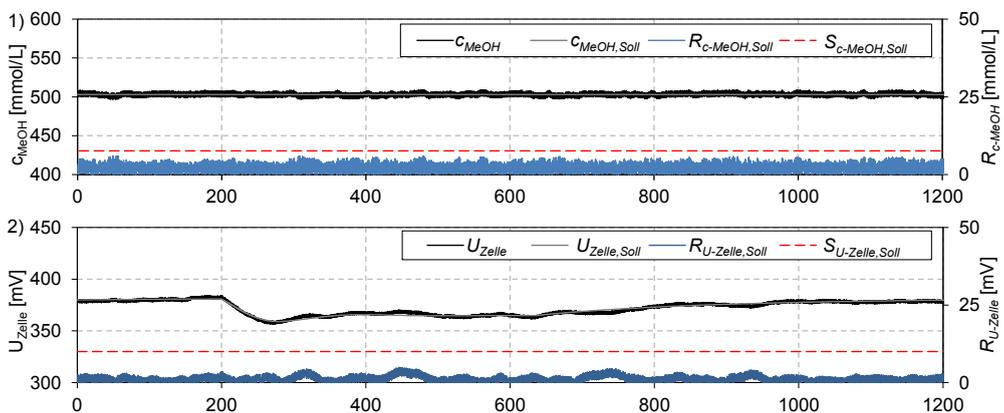 1) 600 50
c_MeOH c_MeOH,Soll R_c-MeOH,Soll S_c-MeOH,Soll
550
500 25
450
400 0
c_MeOH [mmol/L]
R_c-MeOH [mmol/L]
0 200 400 600 800 1000 1200
2) 450 50
U_Zelle U_Zelle,Soll R_U-Zelle,Soll S_U-Zelle,Soll
400
350 25
300 0
U_Zelle [mV]
R_U-Zelle [mV]
0 200 400 600 800 1000 1200